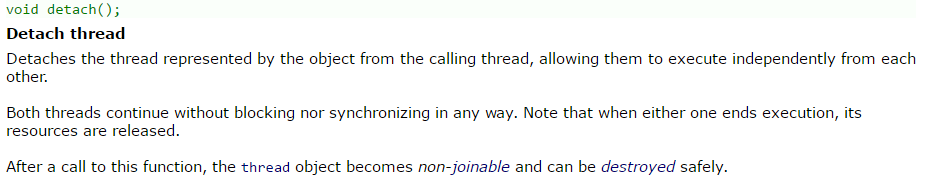 void detach();
Detach thread
Detaches the thread represented by the object from the calling thread, allowing them to execute independently from each
other.
Both threads continue without blocking nor synchronizing in any way. Note that when either one ends execution, its
resources are released.
After a call to this function, the thread object becomes non-joinable and can be destroyed safely.